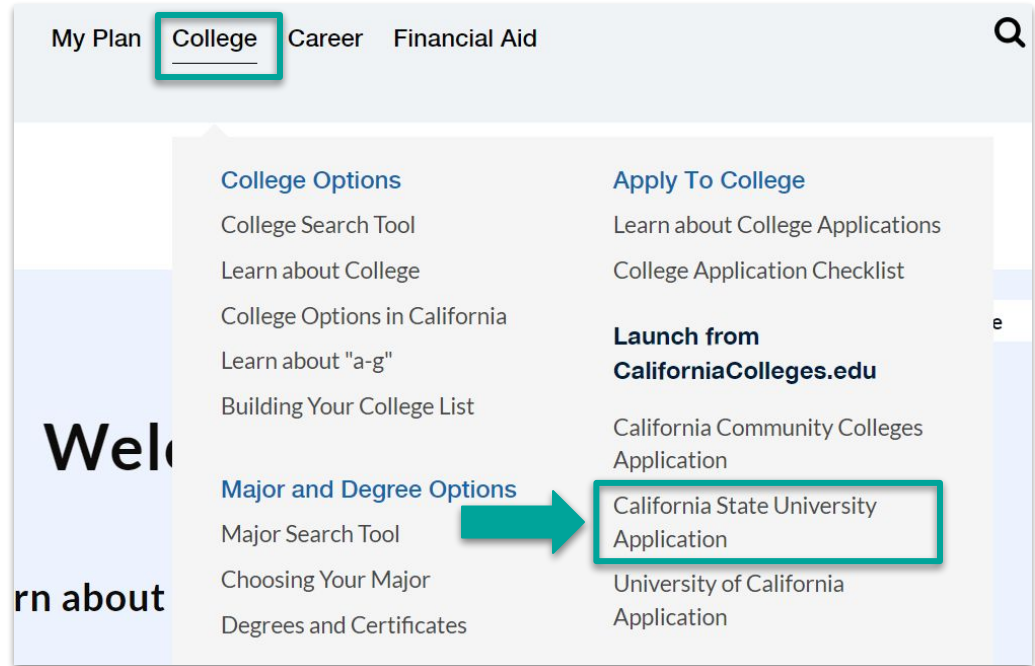 My Plan College Career Financial Aid
College Options
College Search Tool
Learn about College
College Options in California
Learn about "a-g"
Building Your College List
Major and Degree Options
Major Search Tool
Choosing Your Major
Degrees and Certificates
Apply To College
Learn about College Applications
College Application Checklist
Launch from
CaliforniaColleges.edu
California Community Colleges
Application
California State University
Application
University of California
Application
e
Wel
rn about